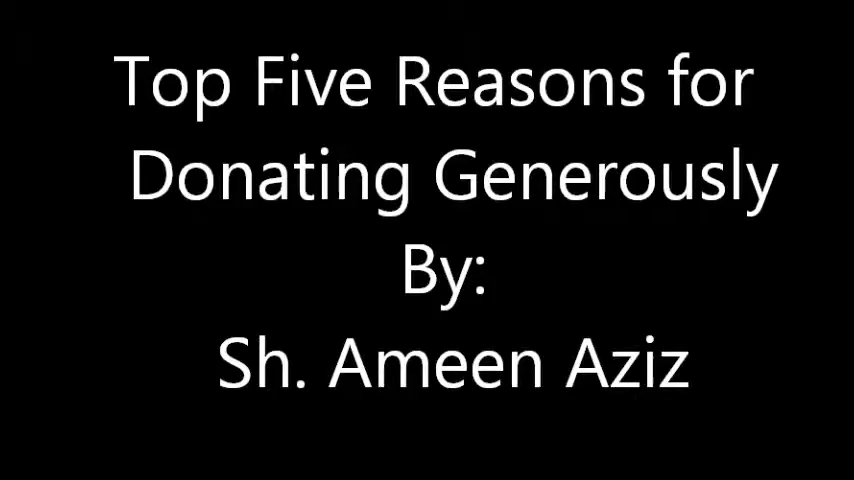 Top Five Reasons for
Donating Generously
By:
Sh. Ameen Aziz